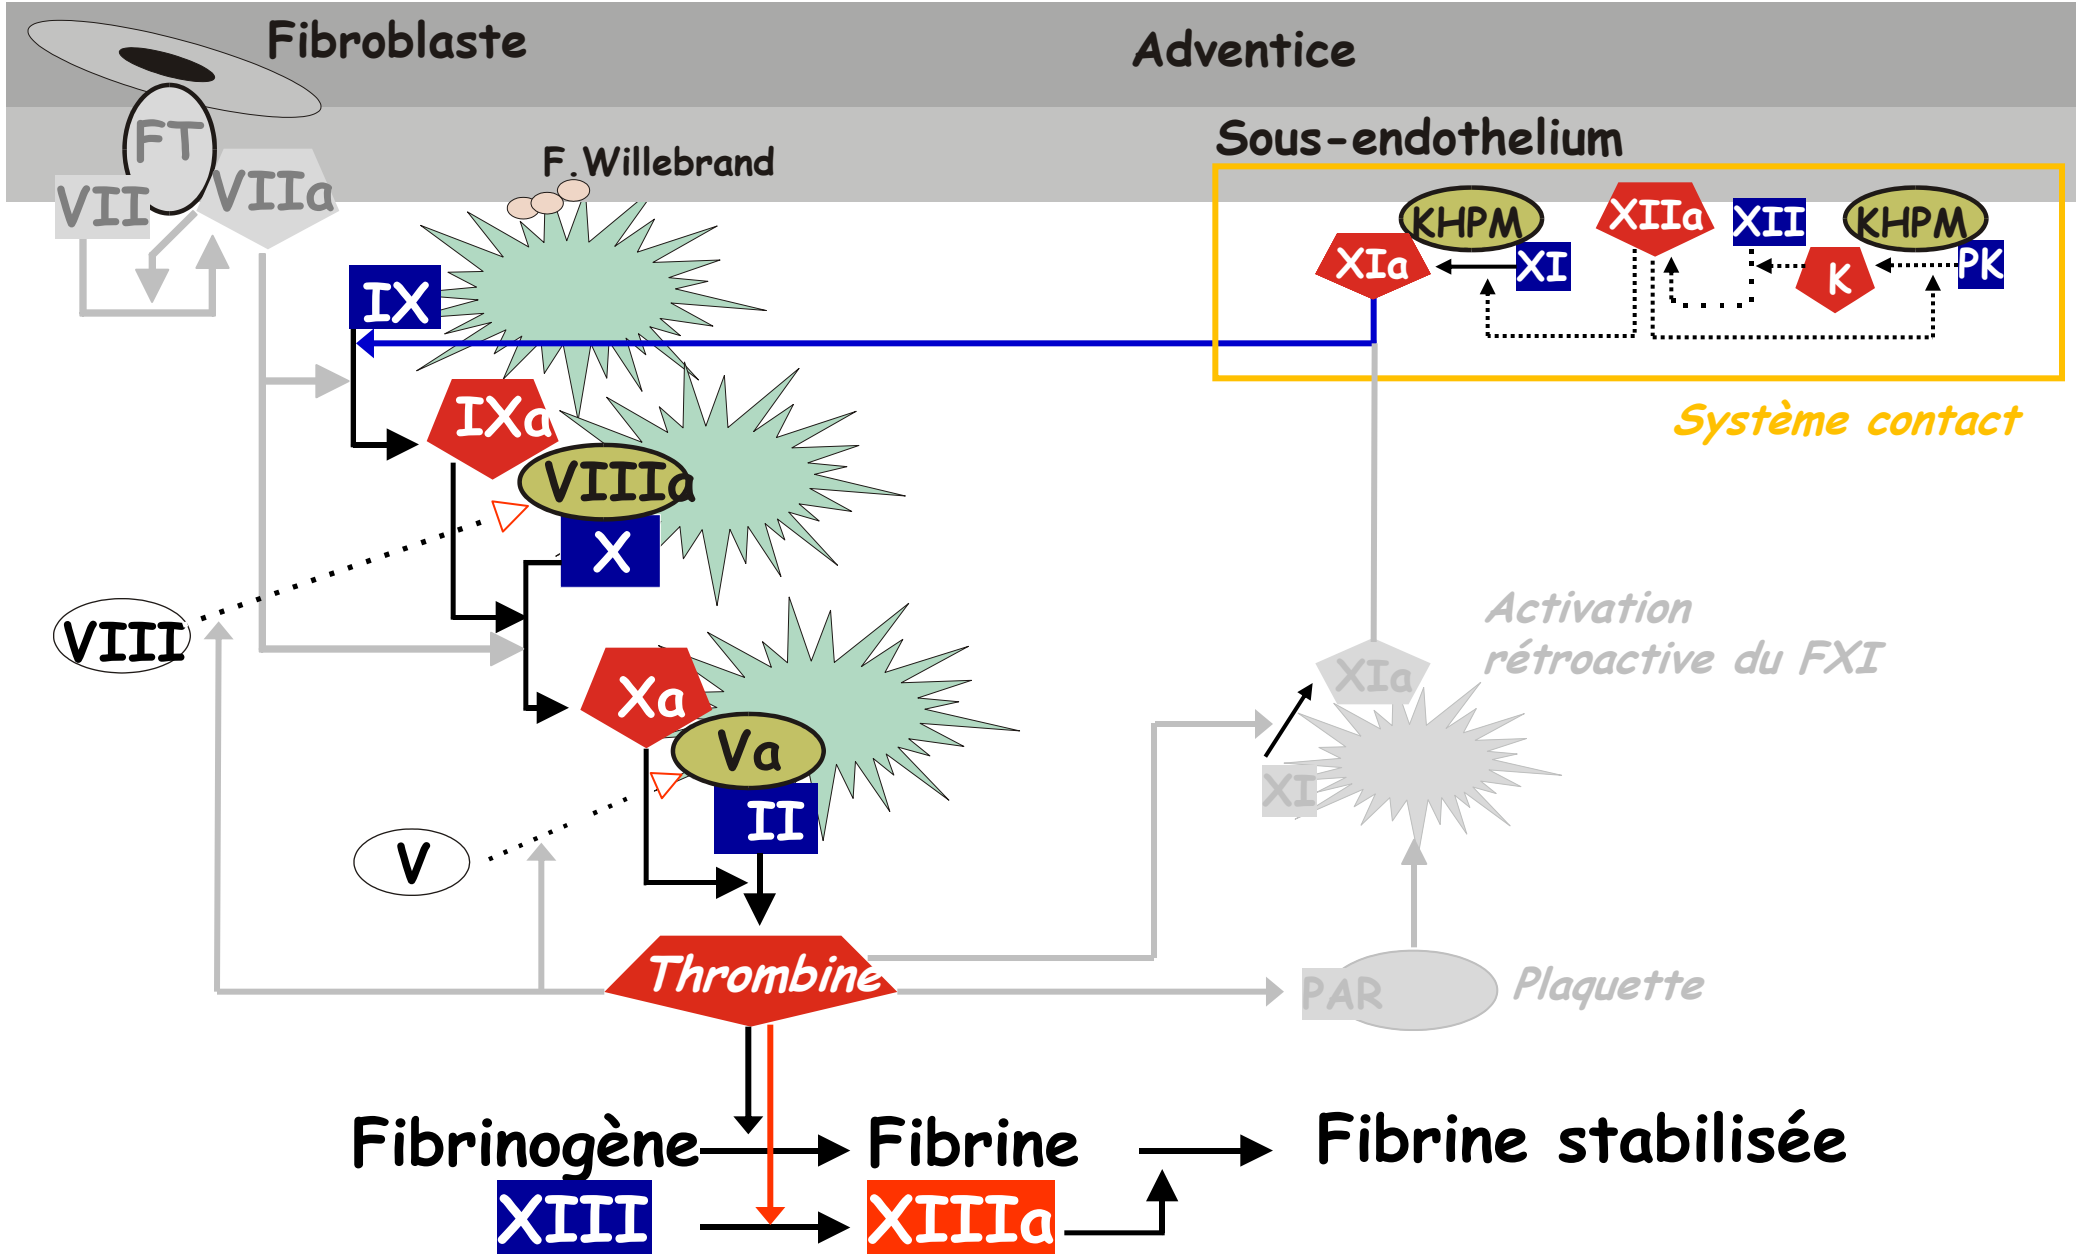 Fibroblaste
Adventice
FT
Sous-endothelium
F.Willebrand
VII
VIIa
KHPM
XIIa
XII
KHPM
XIa
XI
K
PK
IX
IXa
Système contact
VIIIa
X
VIII
Activation
rétroactive du FXI
Xa
XIa
Va
XI
II
V
Thrombine
PAR
Plaquette
Fibrinogène
Fibrine
Fibrine stabilisée
XIII
XIIIa